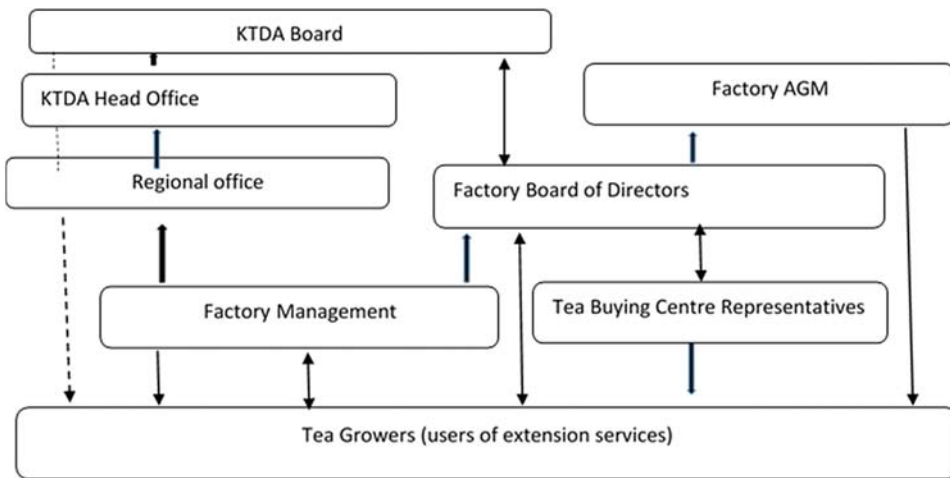 KTDA Board
KTDA Head Office
Factory AGM
Regional office
Factory Board of Directors
Factory Management
Tea Buying Centre Representatives
Tea Growers (users of extension services)